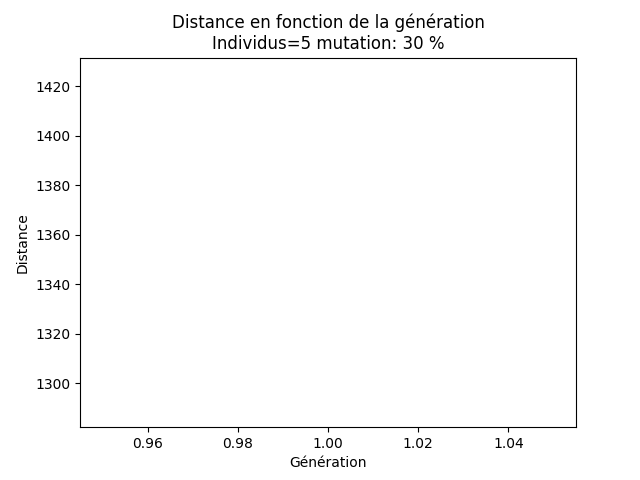 Distance en fonction de la génération
Individus=5 mutation: 30 %
1420
1400
1380
1360
1340
1320
1300
Distance
0.96 0.98 1.00 1.02 1.04
Génération